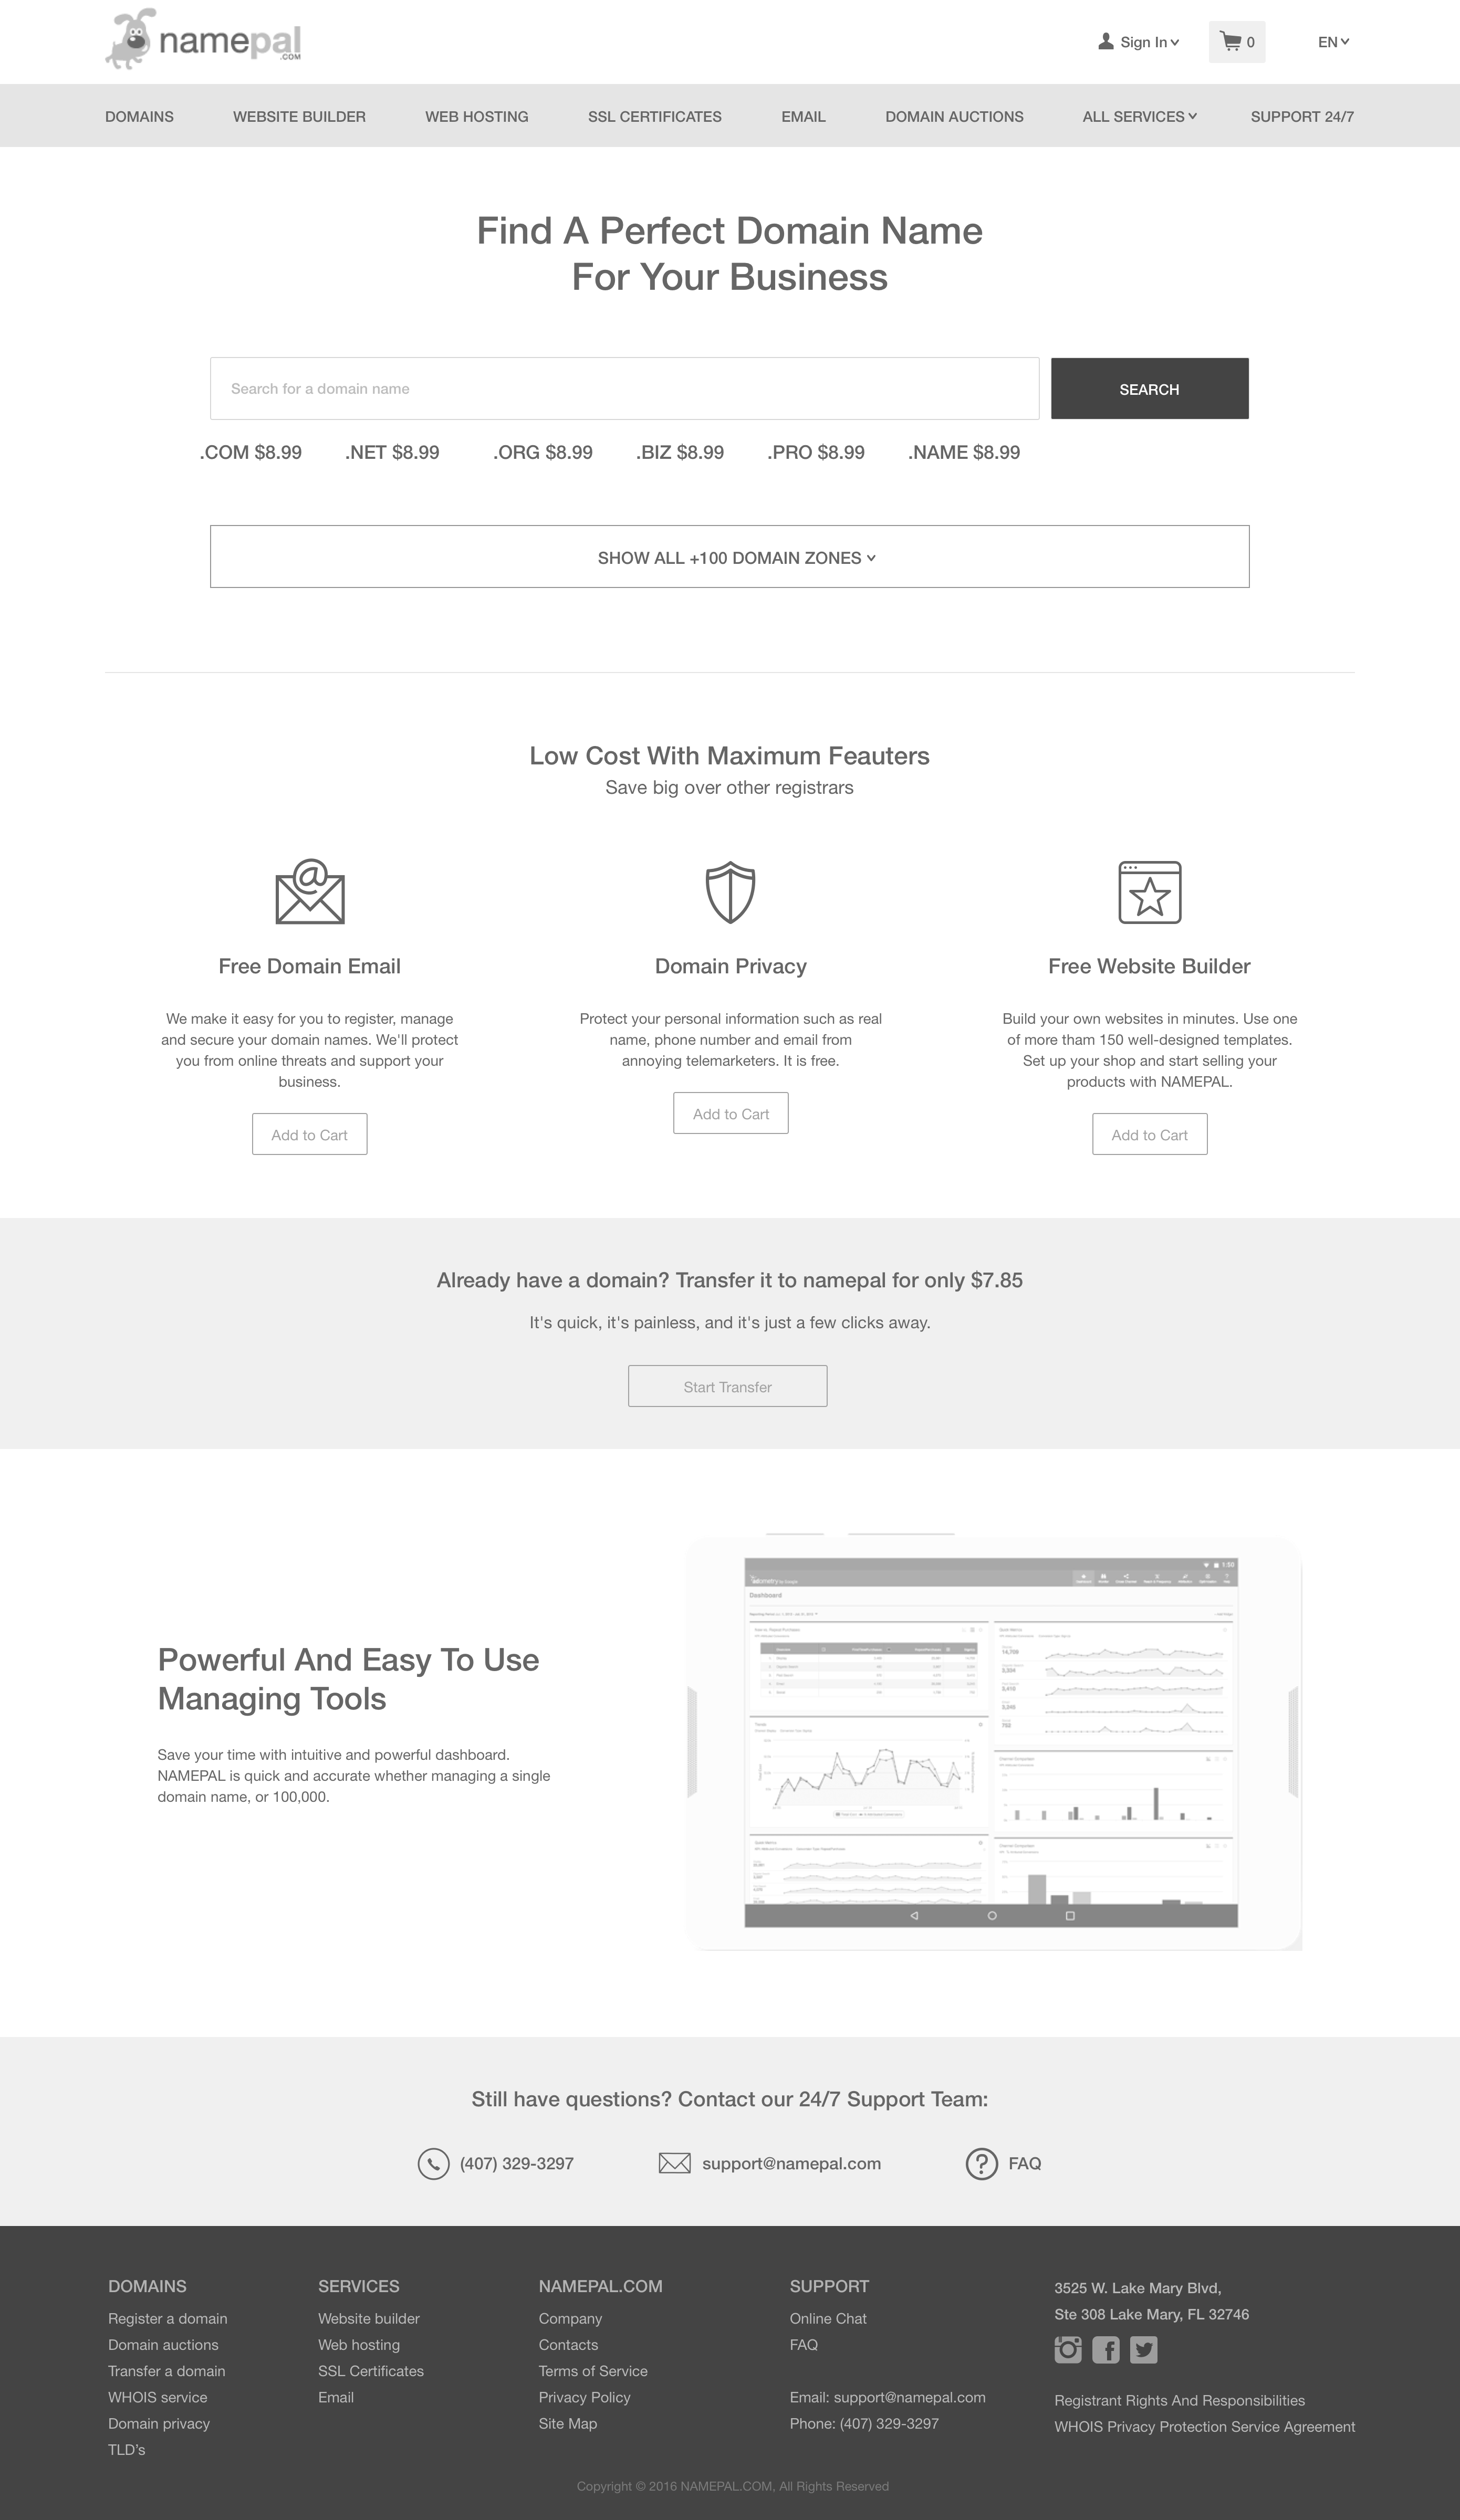 namepal
.COM
Sign In
0
EN
DOMAINS
WEBSITE BUILDER
WEB HOSTING
SSL CERTIFICATES
EMAIL
DOMAIN AUCTIONS
ALL SERVICES
SUPPORT 24/7
Find A Perfect Domain Name
For Your Business
Search for a domain name
SEARCH
.COM $8.99
.NET $8.99
.ORG $8.99
.BIZ $8.99
.PRO $8.99
.NAME $8.99
SHOW ALL +100 DOMAIN ZONES
Low Cost With Maximum Feauters
Save big over other registrars
Free Domain Email
We make it easy for you to register, manage
and secure your domain names. We'll protect
you from online threats and support your
business.
Add to Cart
Domain Privacy
Protect your personal information such as real
name, phone number and email from
annoying telemarketers. It is free.
Add to Cart
Free Website Builder
Build your own websites in minutes. Use one
of more tham 150 well-designed templates.
Set up your shop and start selling your
products with NAMEPAL.
Add to Cart
Already have a domain? Transfer it to namepal for only $7.85
It's quick, it's painless, and it's just a few clicks away.
Start Transfer
Powerful And Easy To Use
Managing Tools
Save your time with intuitive and powerful dashboard.
NAMEPAL is quick and accurate whether managing a single
domain name, or 100,000.
1:50
Dashboard
Still have questions? Contact our 24/7 Support Team:
(407) 329-3297
support@namepal.com
FAQ
DOMAINS
Register a domain
Domain auctions
Transfer a domain
WHOIS service
Domain privacy
TLD's
SERVICES
Website builder
Web hosting
SSL Certificates
Email
NAMEPAL.COM
Company
Contacts
Terms of Service
Privacy Policy
Site Map
SUPPORT
Online Chat
FAQ
Email: support@namepal.com
Phone: (407) 329-3297
3525 W. Lake Mary Blvd,
Ste 308 Lake Mary, FL 32746
Registrant Rights And Responsibilities
WHOIS Privacy Protection Service Agreement
Copyright © 2016 NAMEPAL.COM, All Rights Reserved